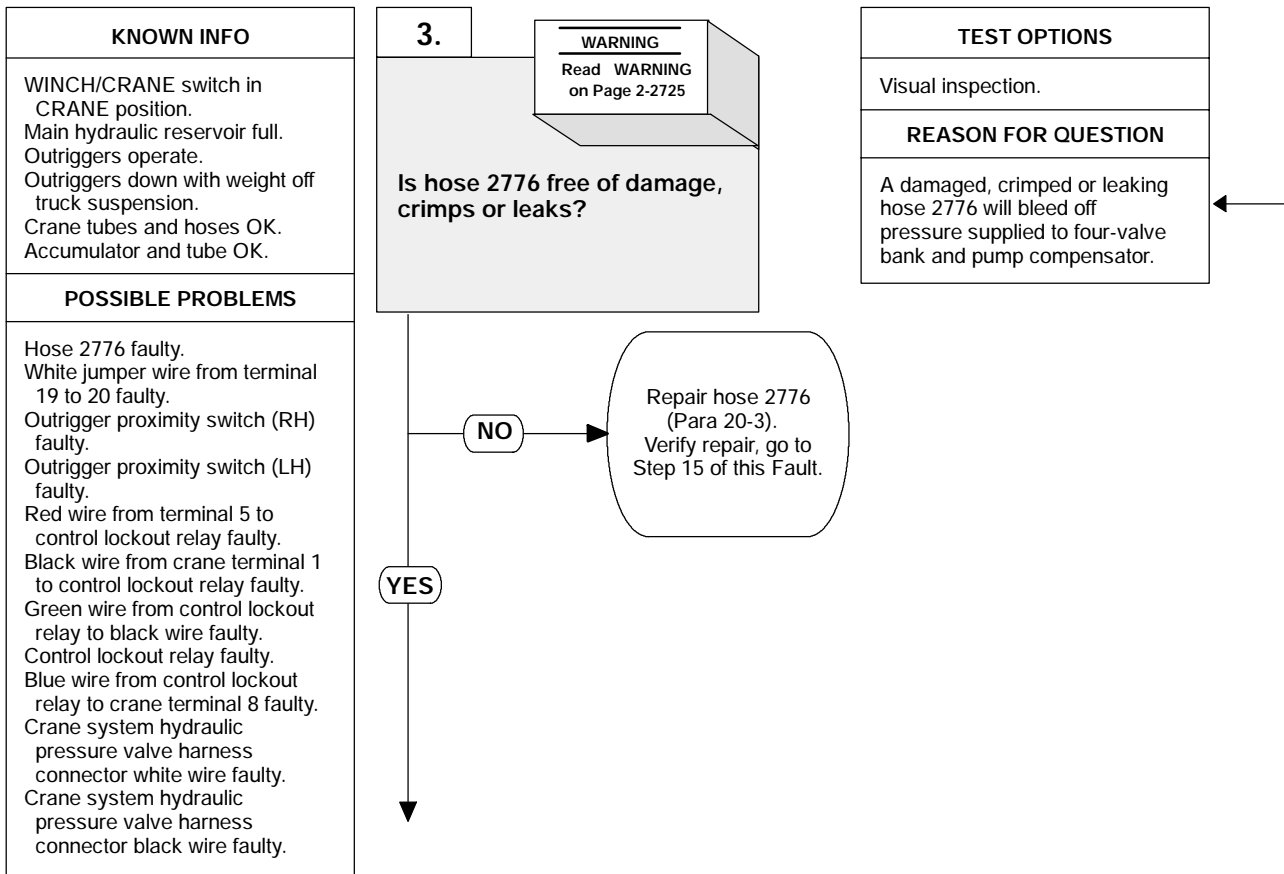 KNOWN INFO
WINCH/CRANE switch in
CRANE position.
Main hydraulic reservoir full.
Outriggers operate.
Outriggers down with weight off
truck suspension.
Crane tubes and hoses OK.
Accumulator and tube OK.
POSSIBLE PROBLEMS
Hose 2776 faulty.
White jumper wire from terminal
19 to 20 faulty.
Outrigger proximity switch (RH)
faulty.
Outrigger proximity switch (LH)
faulty.
Red wire from terminal 5 to
control lockout relay faulty.
Black wire from crane terminal 1
to control lockout relay faulty.
Green wire from control lockout
relay to black wire faulty.
Control lockout relay faulty.
Blue wire from control lockout
relay to crane terminal 8 faulty.
Crane system hydraulic
pressure valve harness
connector white wire faulty.
Crane system hydraulic
pressure valve harness
connector black wire faulty.
3.
WARNING
Read WARNING
on Page 2-2725
Is hose 2776 free of damage,
crimps or leaks?
NO
Repair hose 2776
(Para 20-3).
Verify repair, go to
Step 15 of this Fault.
YES
TEST OPTIONS
Visual inspection.
REASON FOR QUESTION
A damaged, crimped or leaking
hose 2776 will bleed off
pressure supplied to four-valve
bank and pump compensator.